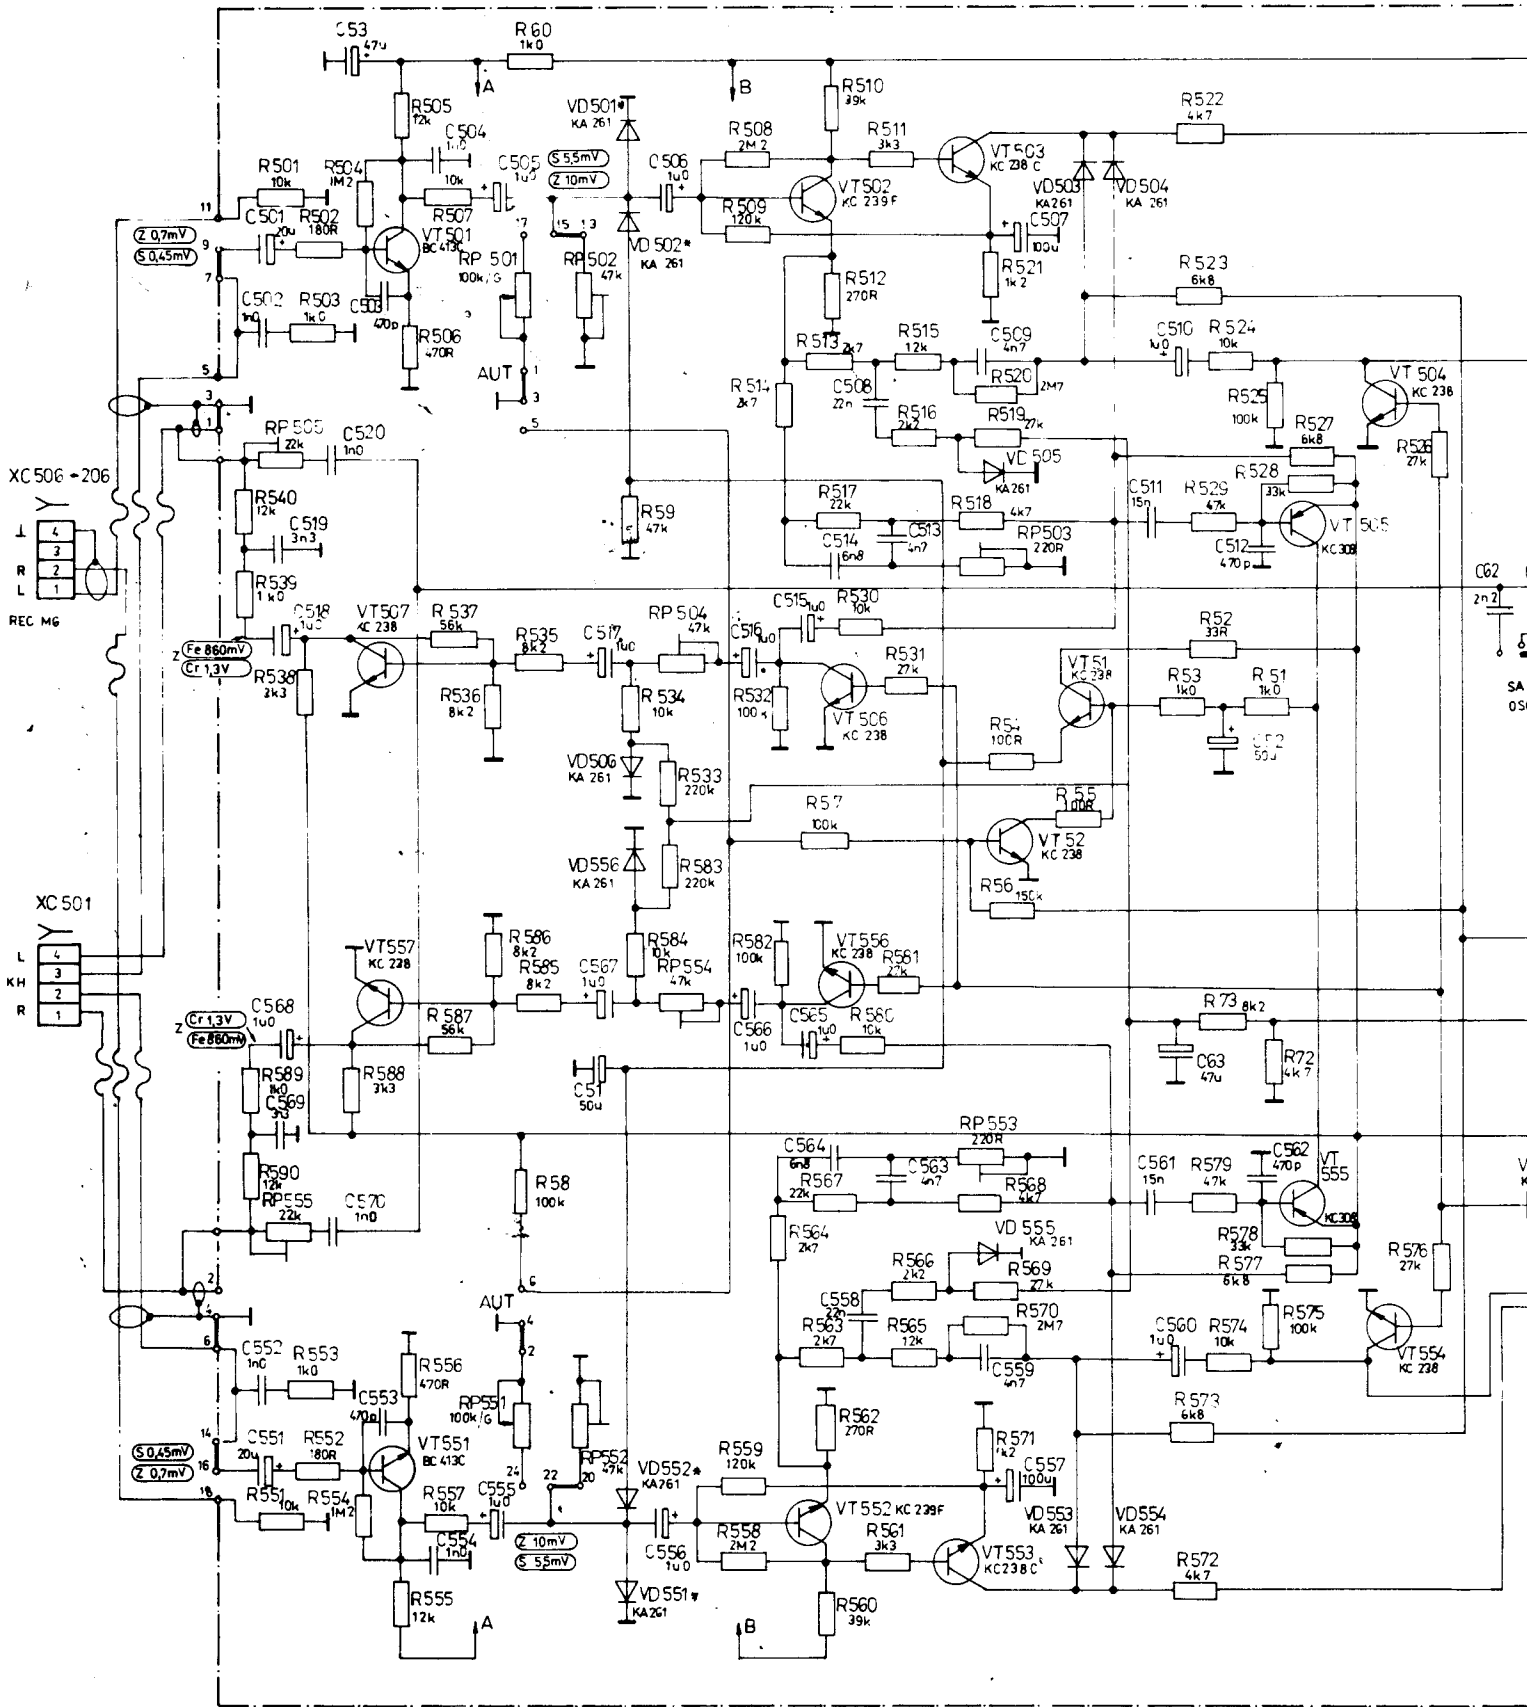 C53
47u
R60
1k0
A
B
R505
12k
C504
1n0
VD501*
KA 261
R508
2M2
R510
39k
R511
3k3
R522
4k7
R501
10k
R504
1M2
10k
R507
C505
1u0
S 5,5mV
Z 10mV
C506
1u0
VT503
KC 238 C
VT502
KC 239F
VD503
KA261
VD504
KA 261
11
C501
20u
R502
180R
VT501
BC 413C
17
15
13
R509
120k
C507
100u
Z 0,7mV
S 0,45mV
9
7
RP 501
100k/G
RP 502
47k
VD 502*
KA 261
R512
270R
R521
1k2
R523
6k8
C502
1n0
R503
1k0
C503
470p
R506
470R
R 513
2k7
R515
12k
C509
4n7
C510
1u0
R524
10k
5
AUT
1
3
5
R 514
2k7
C508
22n
R520
2M7
VT 504
KC 238
3
1
R516
2k2
R519
27k
R525
100k
R527
6k8
R526
27k
RP505
22k
C520
1n0
VD 505
KA261
R528
33k
XC506 - 206
R540
12k
R59
47k
R517
22k
R518
4k7
C511
15n
R529
47k
VT 505
KC309
4
3
R 2
L 1
C519
3n3
C514
6n8
C513
4n7
RP503
220R
C512
470p
R539
1k0
C62
2n2
REC MG
C518
1u0
VT507
KC 238
R 537
56k
R535
8k2
C517
1u0
RP 504
47k
C515
1u0
R530
10k
R52
33R
Z
Fe 860mV
Cr 1,3V
R538
3k3
R536
8k2
R 534
10k
C516
1u0
R532
100k
R531
27k
VT 506
KC 238
VT51
KC 238
R53
1k0
R 51
1k0
SA
R54
100R
C52
50u
VD506
KA 261
R533
220k
R57
100k
R55
100R
VT52
KC 238
VD556
KA 261
R583
220k
R56
150k
XC501
L 4
KH 3
2
R 1
VT557
KC 238
R 586
8k2
R585
8k2
R584
10k
RP554
47k
R582
100k
VT556
KC 238
R581
27k
C567
1u0
Z
Cr 1,3V
Fe 860mV
C568
1u0
R587
56k
C566
1u0
C565
1u0
R580
10k
R73
8k2
C63
47u
R72
4k7
R589
1k0
R588
3k3
C51
50u
C569
3n3
C564
6n8
RP553
220R
C562
470p
VT
555
KC308
R590
12k
R58
100k
R567
22k
C563
4n7
R568
4k7
C561
15n
R579
47k
RP555
22k
C570
1n0
R564
2k7
VD 555
KA 261
R578
33k
R576
27k
R566
2k2
R569
27k
R577
6k8
2
6
AUT
C558
22n
R570
2M7
4
6
4
2
C552
1n0
R553
1k0
R556
470R
R563
2k7
R565
12k
C559
4n7
C560
1u0
R574
10k
R575
100k
VT554
KC 238
C553
470p
RP551
100k/G
R562
270R
R573
6k8
14
S 0,45mV
Z 0,7mV
16
C551
20u
R552
180R
VT551
BC 413C
24
22
20
RP552
47k
VD552*
KA261
R559
120k
R571
1k2
C557
100u
18
R551
10k
R554
1M2
R557
10k
C555
1u0
VT552 KC 239F
VD553
KA 261
VD554
KA 261
C554
1n0
Z 10mV
S 5,5mV
C556
1u0
R558
2M2
R561
3k3
VT553
KC238C
R572
4k7
R555
12k
A
VD551*
KA261
B
R560
39k